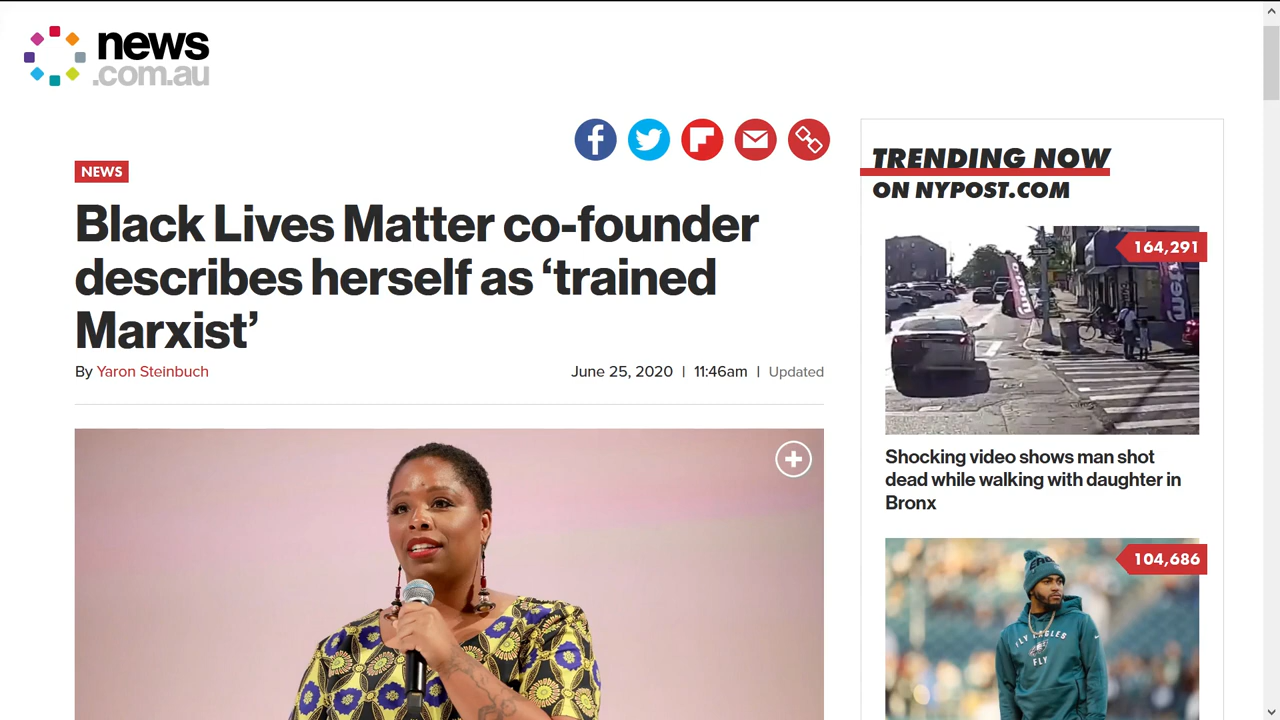 news
.com.au
NEWS
Black Lives Matter co-founder
describes herself as ‘trained
Marxist’
By Yaron Steinbuch
June 25, 2020 | 11:46am | Updated
TRENDING NOW
ON NYPOST.COM
164,291
metro
Shocking video shows man shot
dead while walking with daughter in
Bronx
104,686
FLY EAGLES
FLY